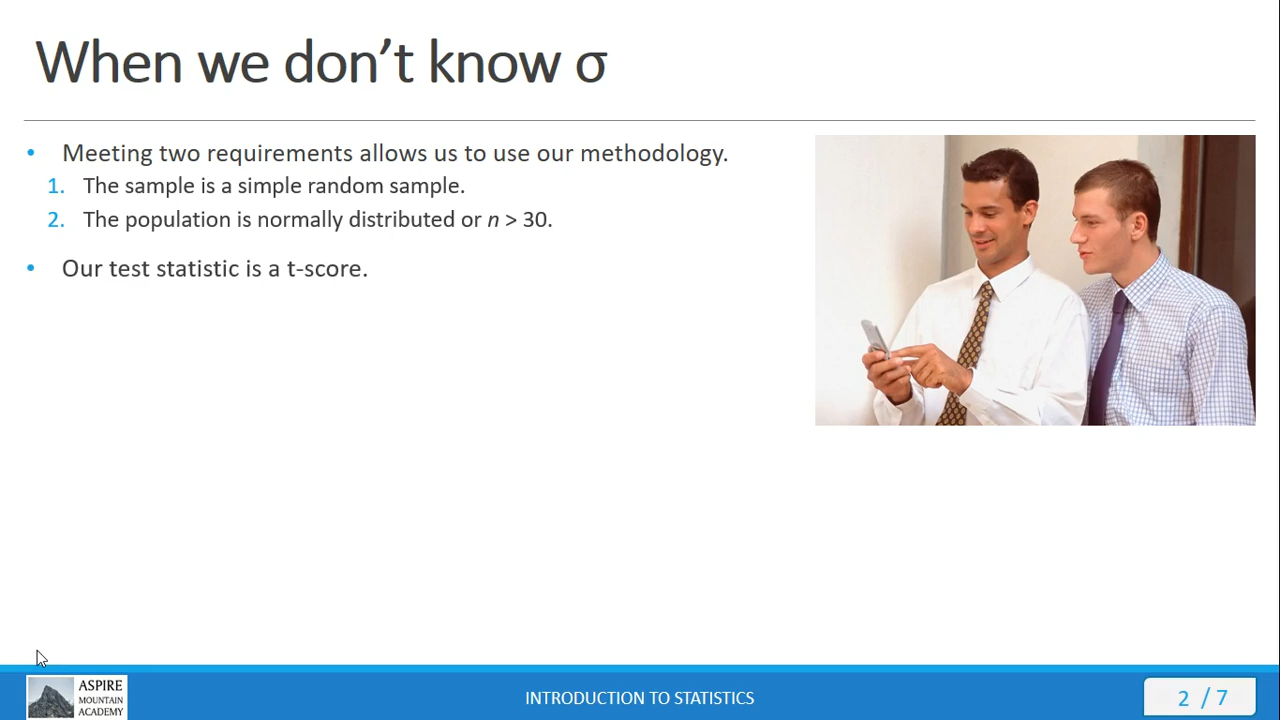 When we don't know σ
• Meeting two requirements allows us to use our methodology.
1. The sample is a simple random sample.
2. The population is normally distributed or n > 30.
• Our test statistic is a t-score.
ASPIRE
MOUNTAIN
ACADEMY
INTRODUCTION TO STATISTICS
2 / 7